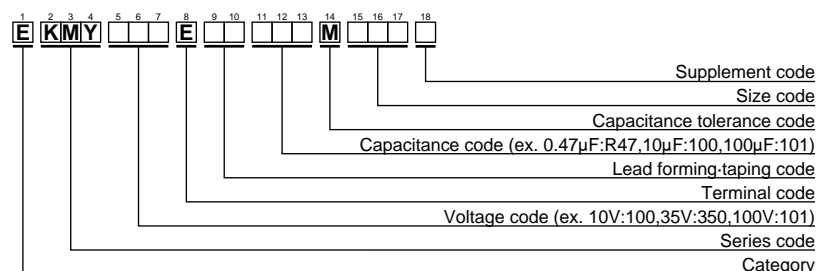 1 2 3 4 5 6 7 8 9 10 11 12 13 14 15 16 17 18
E K M Y E M
Supplement code
Size code
Capacitance tolerance code
Capacitance code (ex. 0.47μF:R47,10μF:100,100μF:101)
Lead forming·taping code
Terminal code
Voltage code (ex. 10V:100,35V:350,100V:101)
Series code
Category